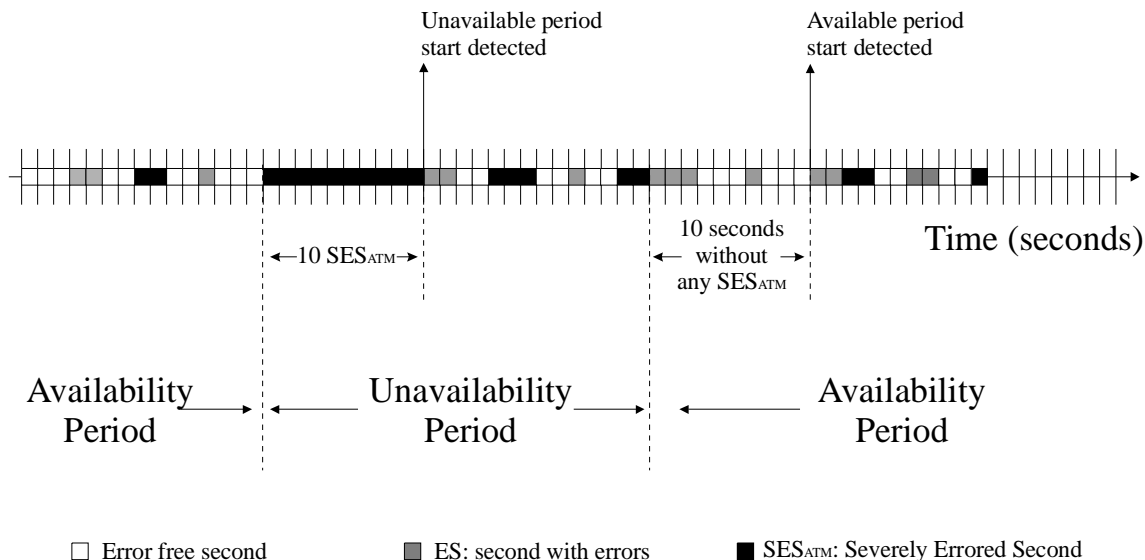 Unavailable period
start detected
Available period
start detected
Time (seconds)
10 SESATM
10 seconds
without
any SESATM
Availability
Period
Unavailability
Period
Availability
Period
Error free second
ES: second with errors
SESATM: Severely Errored Second